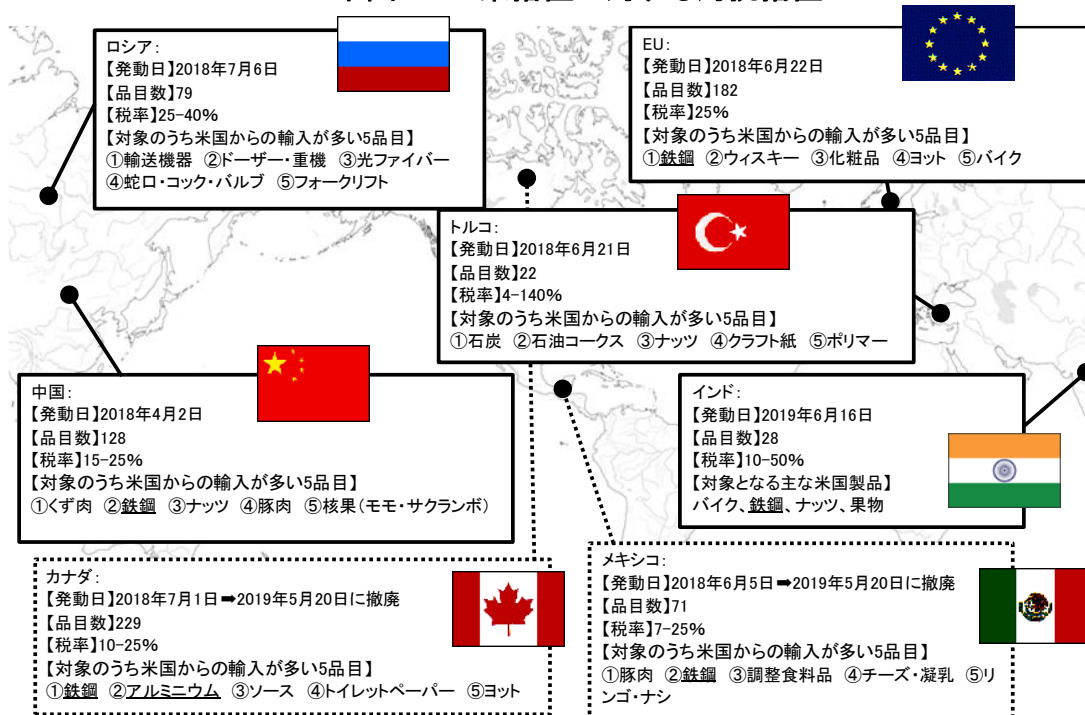 ロシア:
【発動日】2018年7月6日
【品目数】79
【税率】25-40%
【対象のうち米国からの輸入が多い5品目】
①輸送機器 ②ドーザー・重機 ③光ファイバー
④蛇口・コック・バルブ ⑤フォークリフト
EU:
【発動日】2018年6月22日
【品目数】182
【税率】25%
【対象のうち米国からの輸入が多い5品目】
①鉄鋼 ②ウィスキー ③化粧品 ④ヨット ⑤バイク
トルコ:
【発動日】2018年6月21日
【品目数】22
【税率】4-140%
【対象のうち米国からの輸入が多い5品目】
①石炭 ②石油コークス ③ナッツ ④クラフト紙 ⑤ポリマー
中国:
【発動日】2018年4月2日
【品目数】128
【税率】15-25%
【対象のうち米国からの輸入が多い5品目】
①くず肉 ②鉄鋼 ③ナッツ ④豚肉 ⑤核果(モモ・サクランボ)
インド:
【発動日】2019年6月16日
【品目数】28
【税率】10-50%
【対象となる主な米国製品】
バイク、鉄鋼、ナッツ、果物
カナダ:
【発動日】2018年7月1日➡2019年5月20日に撤廃
【品目数】229
【税率】10-25%
【対象のうち米国からの輸入が多い5品目】
①鉄鋼 ②アルミニウム ③ソース ④トイレットペーパー ⑤ヨット
メキシコ:
【発動日】2018年6月5日➡2019年5月20日に撤廃
【品目数】71
【税率】7-25%
【対象のうち米国からの輸入が多い5品目】
①豚肉 ②鉄鋼 ③調整食料品 ④チーズ・凝乳 ⑤リ
ンゴ・ナシ